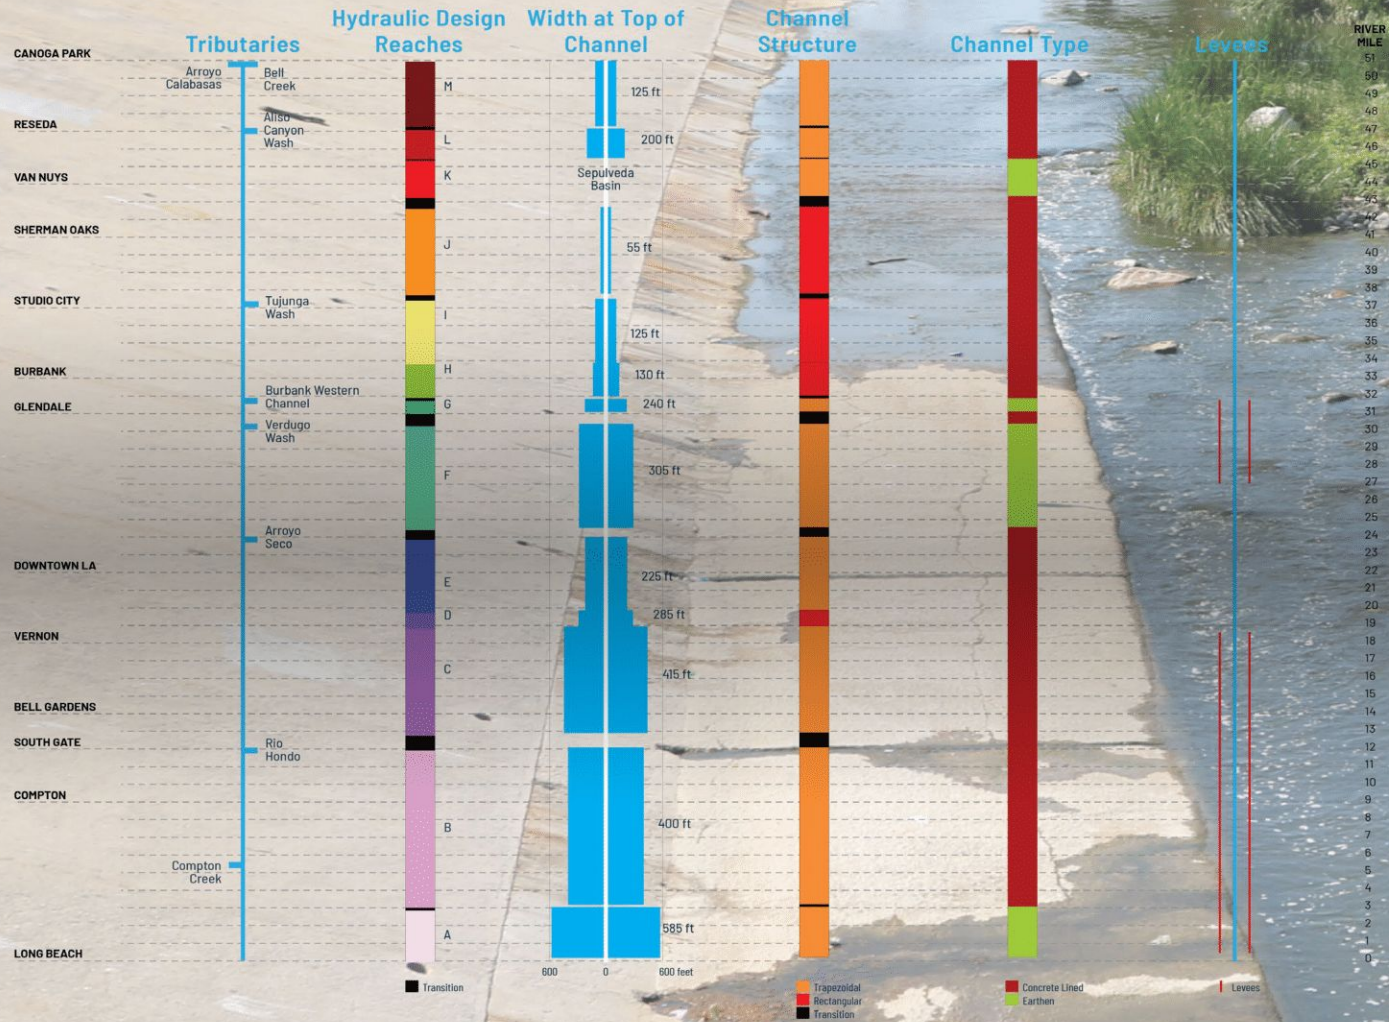 Hydraulic Design
Reaches
Width at Top of
Channel
Channel
Structure
Tributaries
Channel Type
Levees
RIVER
MILE
CANOGA PARK
RESEDA
VAN NUYS
SHERMAN OAKS
STUDIO CITY
BURBANK
GLENDALE
DOWNTOWN LA
VERNON
BELL GARDENS
SOUTH GATE
COMPTON
LONG BEACH
Arroyo
Calabasas
Bell
Creek
Aliso
Canyon
Wash
Tujunga
Wash
Burbank Western
Channel
Verdugo
Wash
Arroyo
Seco
Rio
Hondo
Compton
Creek
M
L
K
J
I
H
G
F
E
D
C
B
A
Transition
125 ft
200 ft
Sepulveda
Basin
55 ft
125 ft
130 ft
240 ft
305 ft
225 ft
285 ft
415 ft
400 ft
585 ft
600
0
600 feet
Trapezoidal
Rectangular
Transition
Concrete Lined
Earthen
Levees
51
50
49
48
47
46
45
44
43
42
41
40
39
38
37
36
35
34
33
32
31
30
29
28
27
26
25
24
23
22
21
20
19
18
17
16
15
14
13
12
11
10
9
8
7
6
5
4
3
2
1
0